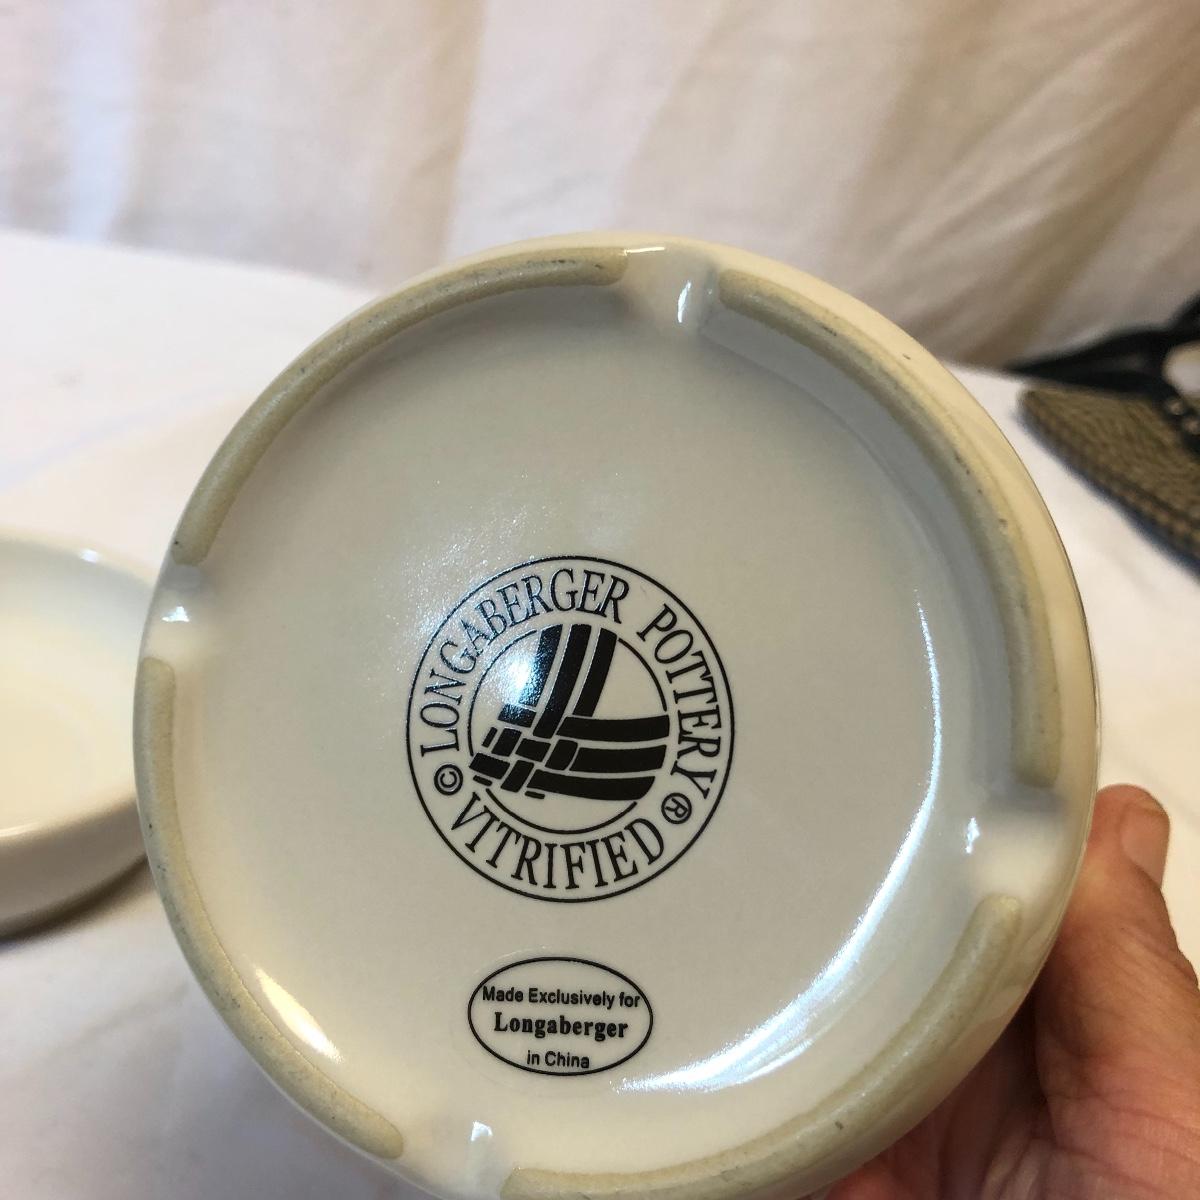 © LONGABERGER POTTERY ®
VITRIFIED
Made Exclusively for
Longaberger
in China